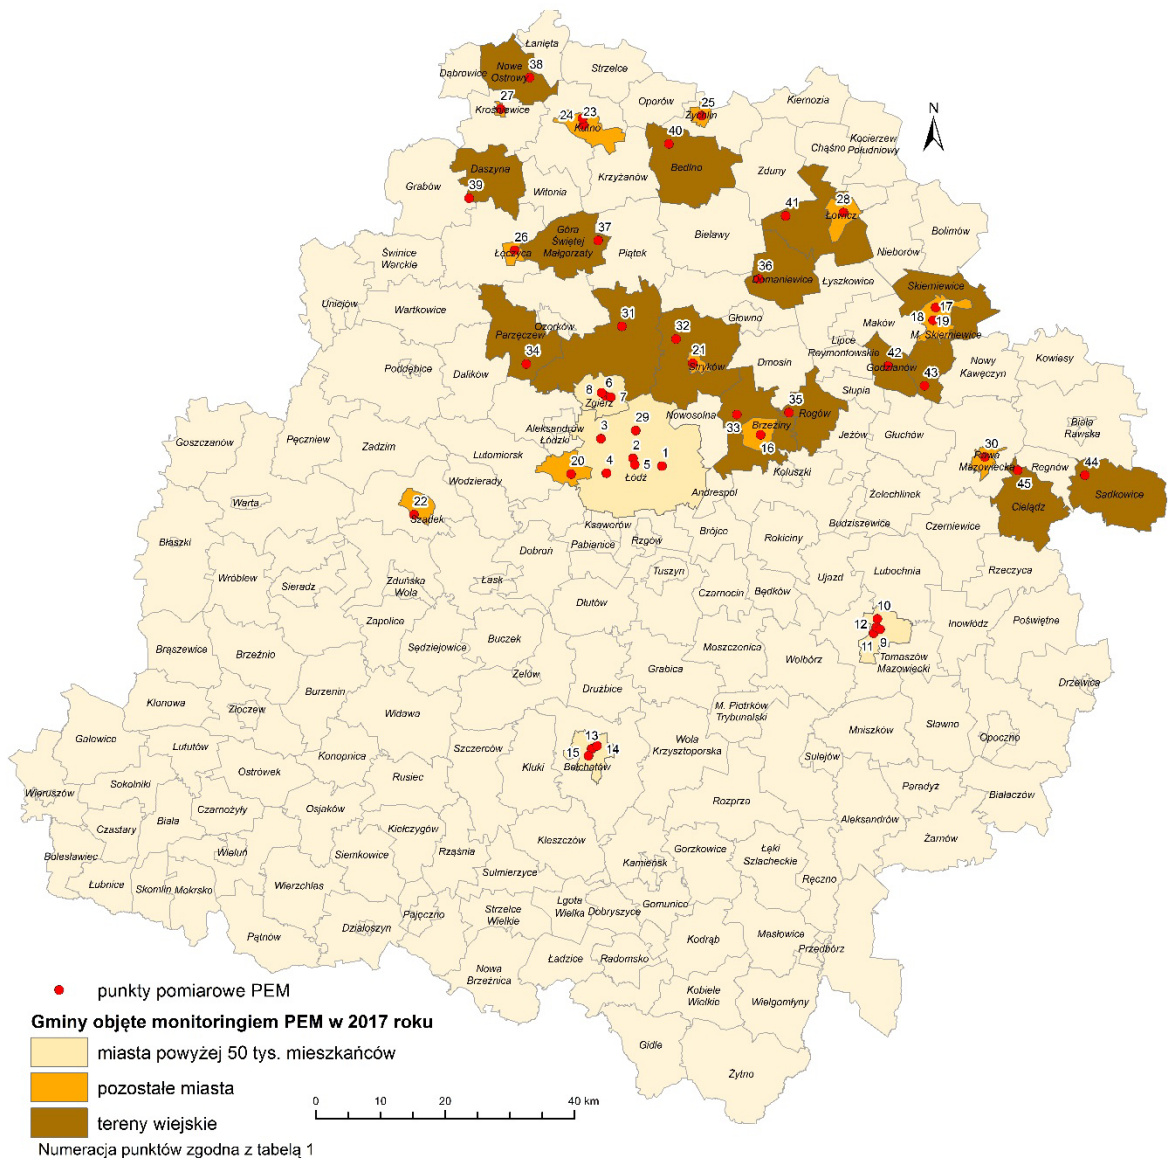 Łanięta
Nowe
Ostrowy
38
Dąbrowice
Strzelce
27
Krośniewice
24
23
Kutno
Oporów
25
Żychlin
Kiernozia
N
40
Bedlno
Chąśno
Kocierzew
Południowy
Daszyna
Grabów
39
Witonia
Krzyżanów
Zduny
41
28
Łowicz
Bolimów
26
Łęczyca
Góra
Świętej
Małgorzaty
37
Piątek
Bielawy
Nieborów
Świnice
Warckie
36
Domaniewice
Łyszkowice
Skierniewice
Uniejów
Wartkowice
Parzęczew
Ozorków
31
32
Głowno
Maków
18
17
19
M. Skierniewice
34
21
Stryków
Dmosin
Lipce
Reymontowskie
42
Godzianów
43
Nowy
Kawęczyn
Kowiesy
Poddębice
Dalików
8
6
7
Zgierz
Nowosolna
33
Brzeziny
16
35
Rogów
Słupia
Jeżów
Głuchów
Biała
Rawska
Goszczanów
Pęczniew
Zadzim
Lutomiersk
Aleksandrów
Łódzki
3
29
2
1
4
5
Łódź
20
Koluszki
30
Rawa
Mazowiecka
Regnów
44
45
Sadkowice
Cielądz
Wodzierady
22
Szadek
Andrespol
Żelechlinek
Warta
Ksawerów
Pabianice
Rzgów
Brójce
Rokiciny
Budziszewice
Czerniewice
Błaszki
Dobroń
Wróblew
Sieradz
Zduńska
Wola
Łask
Tuszyn
Czarnocin
Będków
Ujazd
Lubochnia
Rzeczyca
Zapolice
Dłutów
10
12
9
11
Tomaszów
Mazowiecki
Inowłódz
Poświętne
Brąszewice
Brzeźnio
Sędziejowice
Buczek
Zelów
Grabica
Moszczenica
Wolbórz
Drzewica
Klonowa
Złoczew
Burzenin
Widawa
Drużbice
M. Piotrków
Trybunalski
Galewice
Lututów
Konopnica
Szczerców
Kluki
13
14
15
Bełchatów
Wola
Krzysztoporska
Sulejów
Mniszków
Sławno
Opoczno
Wieruszów
Sokolniki
Ostrówek
Rusiec
Czastary
Biała
Czarnożyły
Osjaków
Rozprza
Paradyż
Białaczów
Bolesławiec
Wieluń
Kiełczygów
Rząśnia
Kleszczów
Aleksandrów
Żarnów
Łubnice
Skomlin
Mokrsko
Wierzchlas
Siemkowice
Sulmierzyce
Kamieńsk
Gorzkowice
Łęki
Szlacheckie
Ręczno
Pątnów
Działoszyn
Pajęczno
Strzelce
Wielkie
Lgota
Wielka
Dobryszyce
Gomunice
Kodrąb
Masłowice
Przedbórz
Nowa
Brzeźnica
Ładzice
Radomsko
Kobiele
Wielkie
Wielgomłyny
Gidle
Żytno
punkty pomiarowe PEM
Gminy objęte monitoringiem PEM w 2017 roku
miasta powyżej 50 tys. mieszkańców
pozostałe miasta
tereny wiejskie
0 20 40 km
Numeracja punktów zgodna z tabelą 1